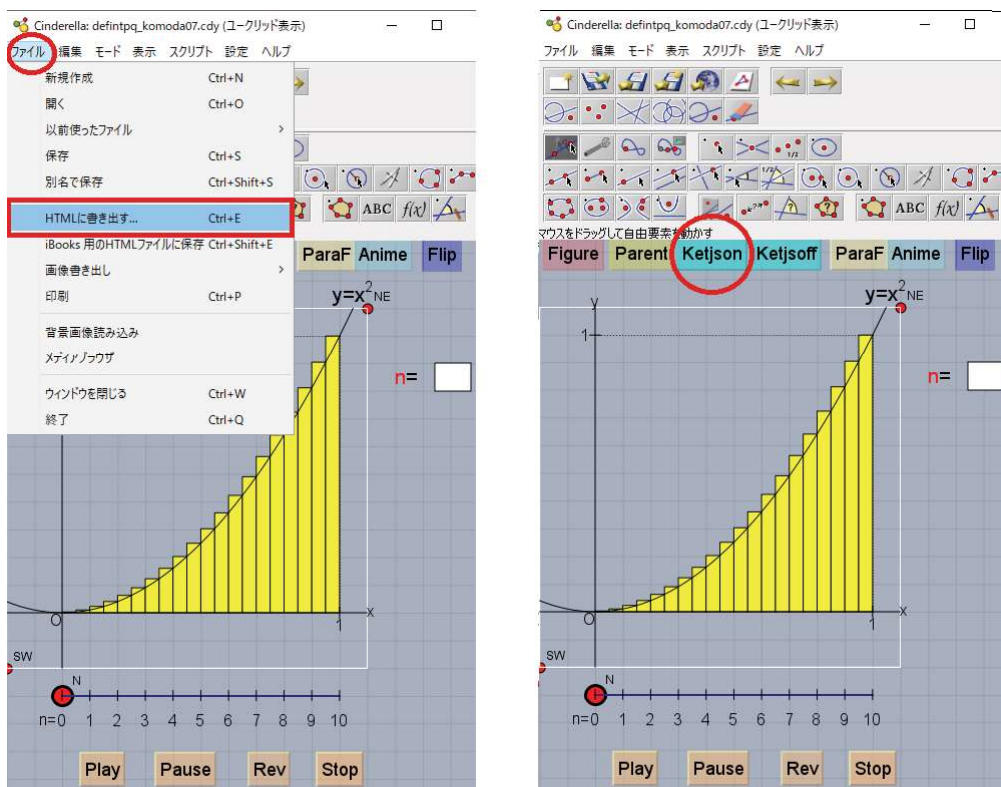 Cinderella: defintpq_komoda07.cdy (ユークリッド表示)
ファイル 編集 モード 表示 スクリプト 設定 ヘルプ
新規作成 Ctrl+N
開く Ctrl+O
以前使ったファイル >
保存 Ctrl+S
別名で保存 Ctrl+Shift+S
HTMLに書き出す... Ctrl+E
iBooks 用のHTMLファイルに保存 Ctrl+Shift+E
画像書き出し >
印刷 Ctrl+P
背景画像読み込み
メディアブラウザ
ウィンドウを閉じる Ctrl+W
終了 Ctrl+Q
ABC f(x)
ParaF Anime Flip
y=x2 NE
n=
O 1 x
SW
N
n=0 1 2 3 4 5 6 7 8 9 10
Play Pause Rev Stop
Cinderella: defintpq_komoda07.cdy (ユークリッド表示)
ファイル 編集 モード 表示 スクリプト 設定 ヘルプ
1/2
1/2
ABC f(x)
マウスをドラッグして自由要素を動かす
Figure Parent Ketjson Ketjsoff ParaF Anime Flip
y y=x2 NE
1
n=
O 1 x
SW
N
n=0 1 2 3 4 5 6 7 8 9 10
Play Pause Rev Stop